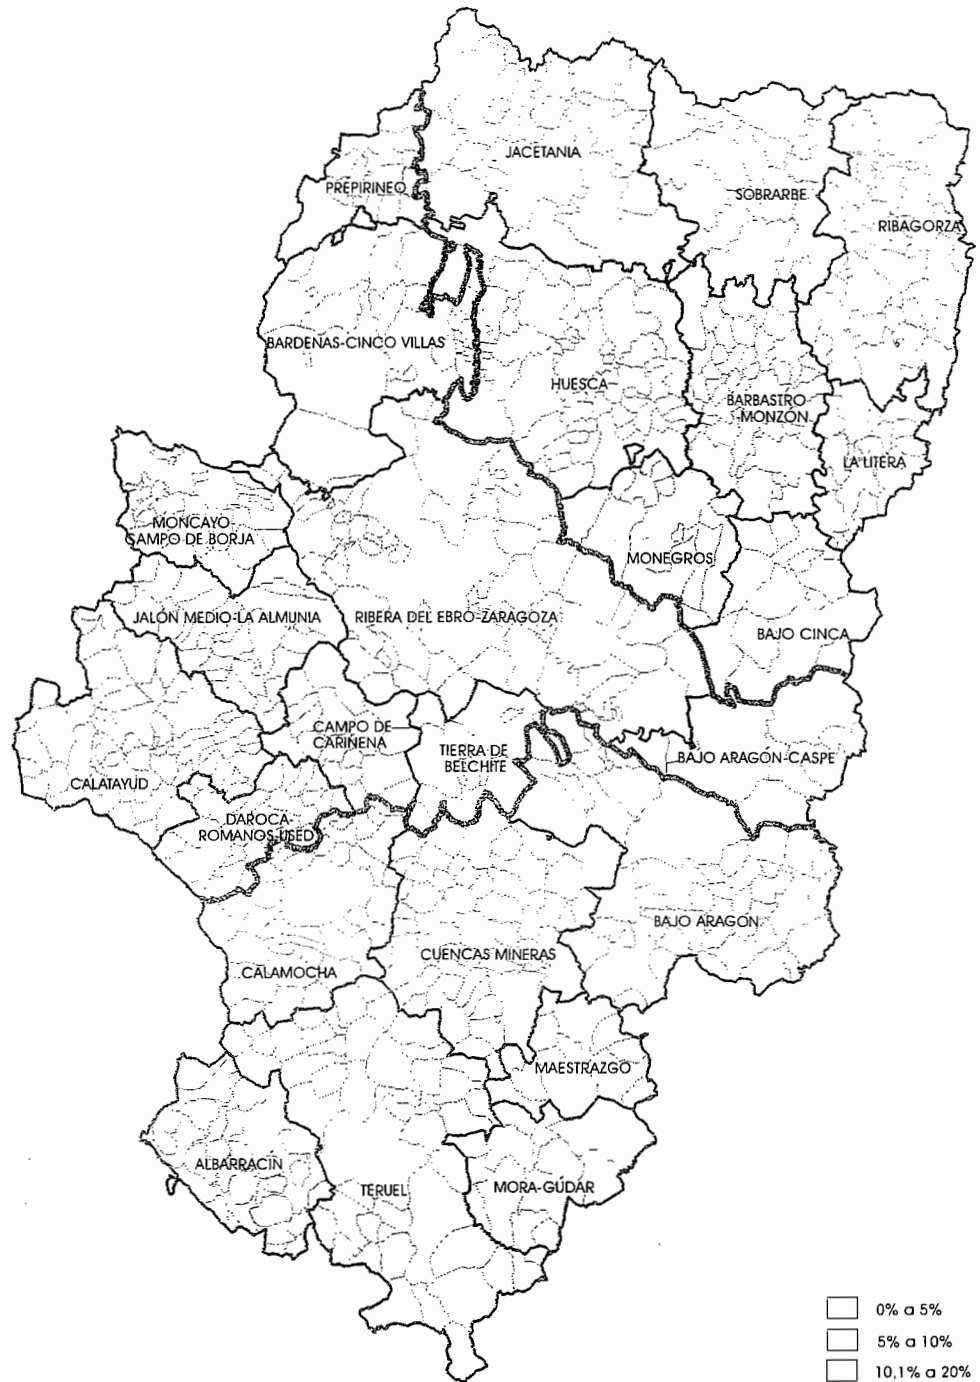 JACETANIA
PREPIRINEO
SOBRARBE
RIBAGORZA
BARDENAS-CINCO VILLAS
HUESCA
BARBASTRO
-MONZÓN
LA LITERA
MONCAYO-
CAMPO DE BORJA
MONEGROS
JALÓN MEDIO-LA ALMUNIA
RIBERA DEL EBRO-ZARAGOZA
BAJO CINCA
CAMPO DE
CARIÑENA
TIERRA DE
BELCHITE
BAJO ARAGÓN-CASPE
CALATAYUD
DAROCA-
ROMANOS-USED
BAJO ARAGÓN
CUENCAS MINERAS
CALAMOCHA
MAESTRAZGO
ALBARRACÍN
TERUEL
MORA-GÚDAR
0% a 5%
5% a 10%
10,1% a 20%